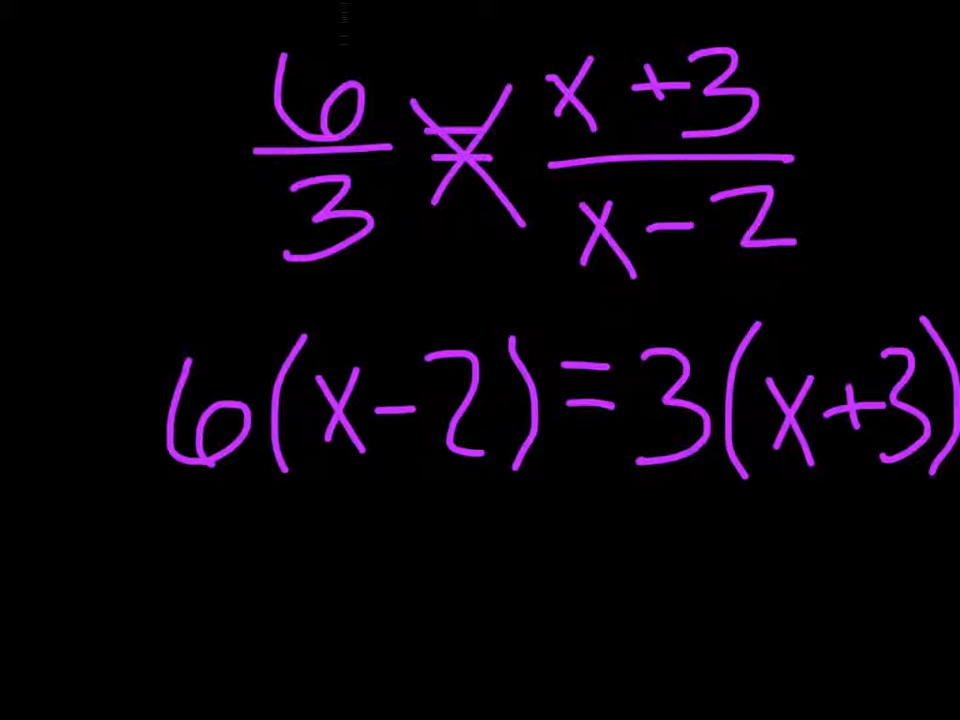 6/3 = x+3/x-2
6(x-2)=3(x+3)